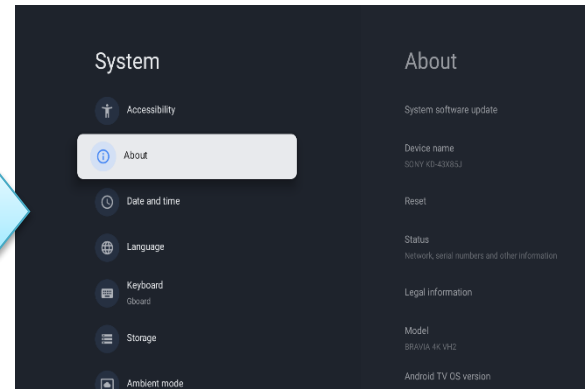 System
Accessibility
About
Date and time
Language
Keyboard
Gboard
Storage
Ambient mode
About
System software update
Device name
SONY KD-43X85J
Reset
Status
Network, serial numbers and other information
Legal information
Model
BRAVIA 4K VH2
Android TV OS version